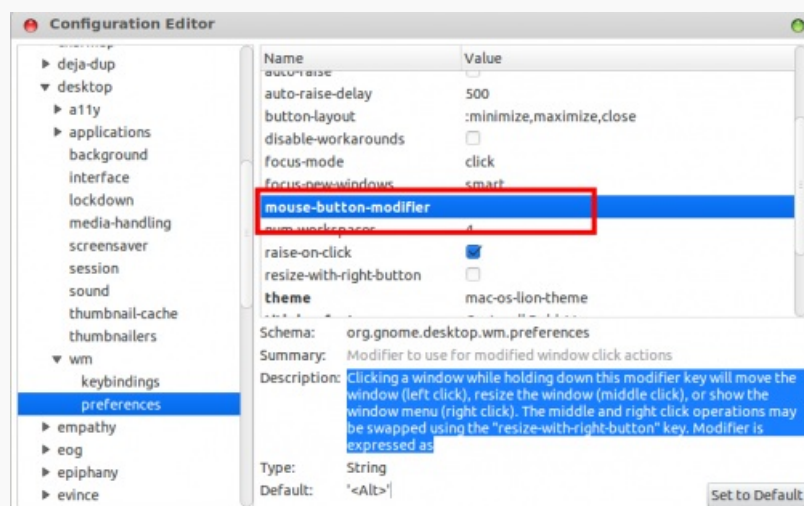 Configuration Editor
deja-dup
desktop
a11y
applications
background
interface
lockdown
media-handling
screensaver
session
sound
thumbnail-cache
thumbnailers
wm
keybindings
preferences
empathy
eog
epiphany
evince
Name Value
auto-raise
auto-raise-delay 500
button-layout :minimize,maximize,close
disable-workarounds
focus-mode click
focus-new-windows smart
mouse-button-modifier
num-workspaces 4
raise-on-click
resize-with-right-button
theme mac-os-lion-theme
Schema: org.gnome.desktop.wm.preferences
Summary: Modifier to use for modified window click actions
Description: Clicking a window while holding down this modifier key will move the
window (left click), resize the window (middle click), or show the
window menu (right click). The middle and right click operations may
be swapped using the "resize-with-right-button" key. Modifier is
expressed as
Type: String
Default: '<Alt>'
Set to Default